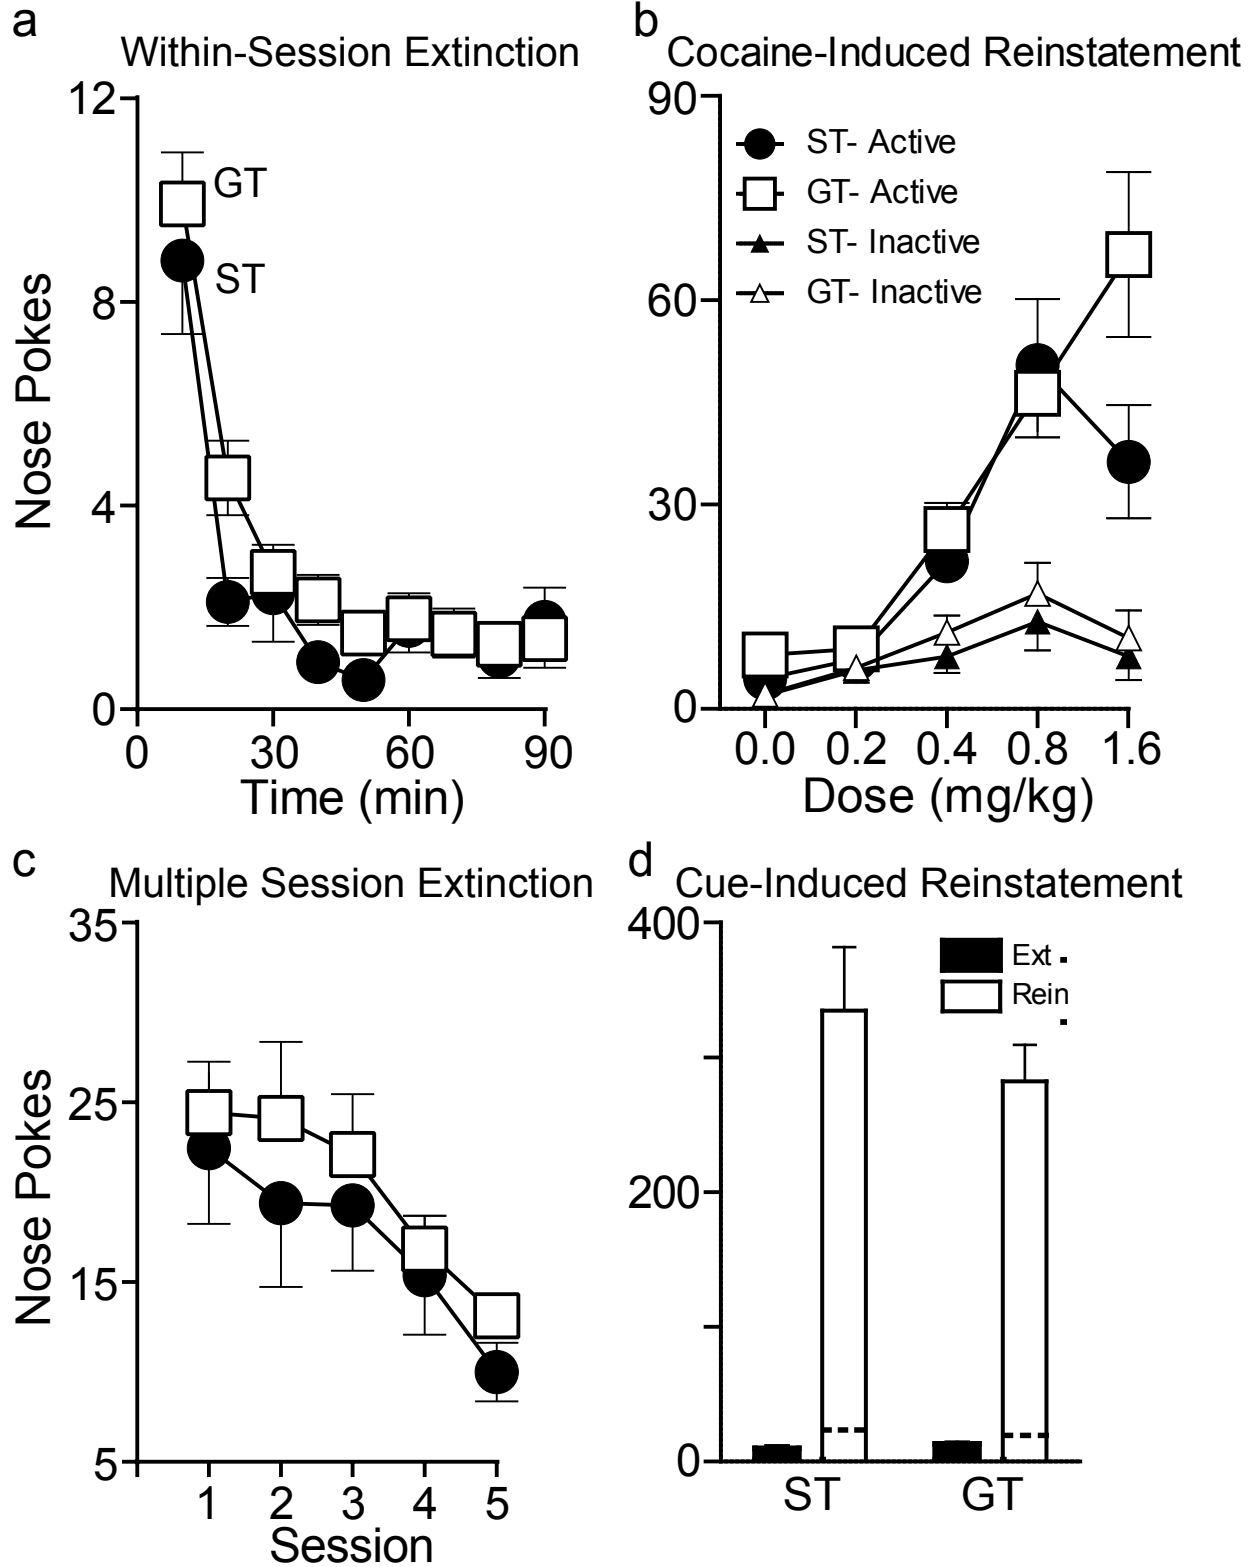 a
Within-Session Extinction
12
8
4
0
Nose Pokes
GT
ST
0 30 60 90
Time (min)
b
Cocaine-Induced Reinstatement
90
60
30
0
ST- Active
GT- Active
ST- Inactive
GT- Inactive
0.0 0.2 0.4 0.8 1.6
Dose (mg/kg)
c
Multiple Session Extinction
35
25
15
5
Nose Pokes
1 2 3 4 5
Session
d
Cue-Induced Reinstatement
400
200
0
Ext.
Rein.
ST GT